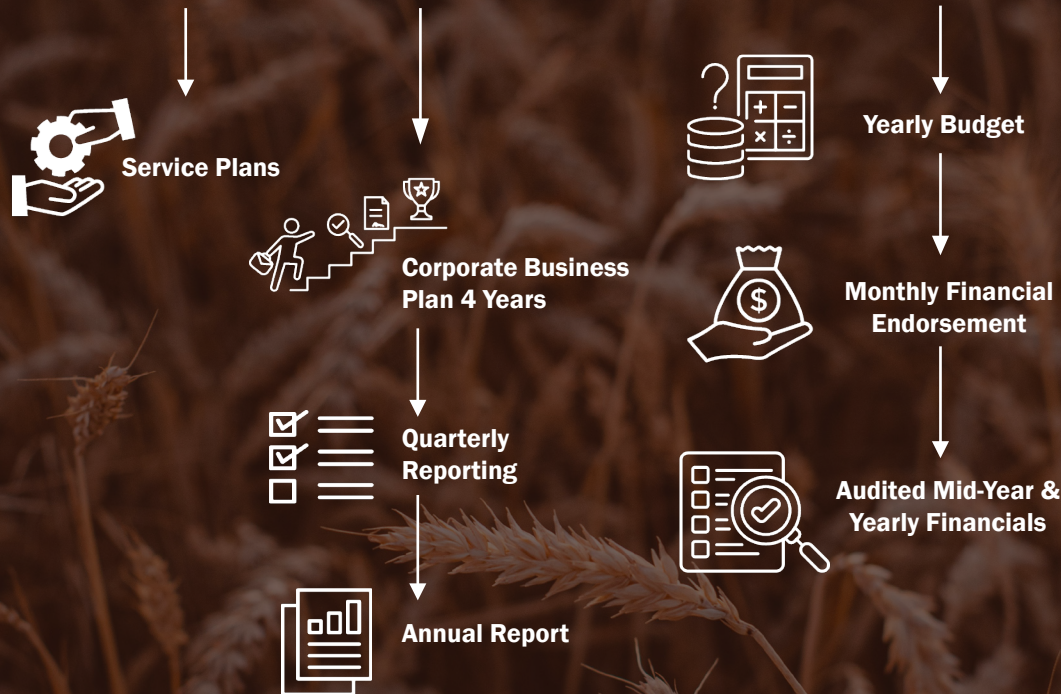 Service Plans
Corporate Business
Plan 4 Years
Quarterly
Reporting
Annual Report
Yearly Budget
Monthly Financial
Endorsement
Audited Mid-Year &
Yearly Financials